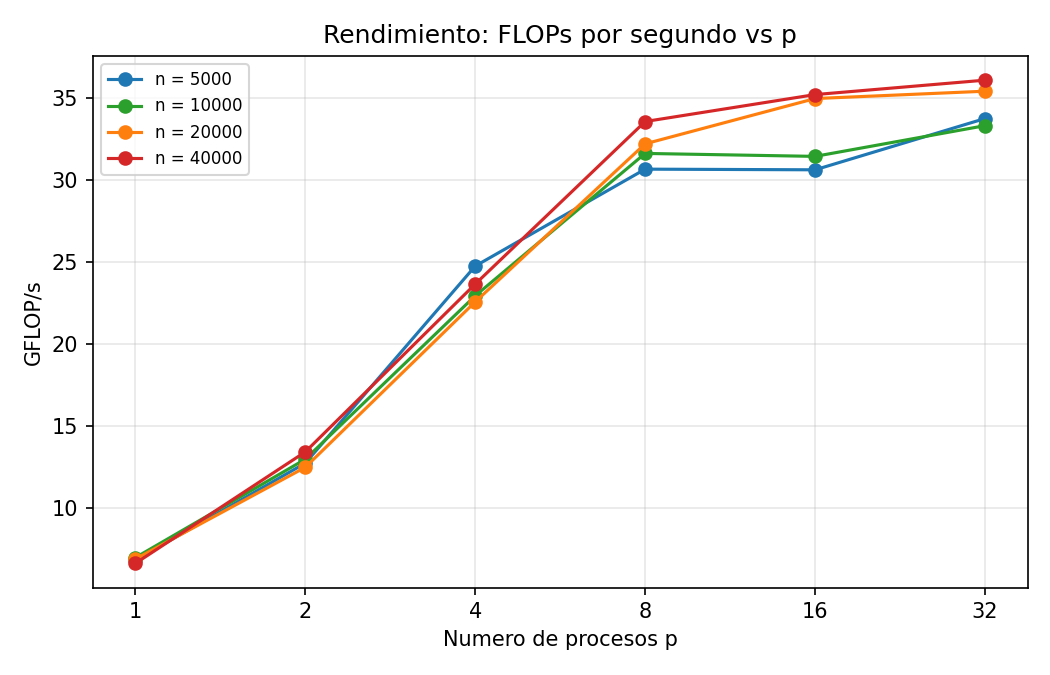 Rendimiento: FLOPs por segundo vs p
n = 5000
n = 10000
n = 20000
n = 40000
35
30
25
20
15
10
GFLOP/s
1 2 4 8 16 32
Numero de procesos p